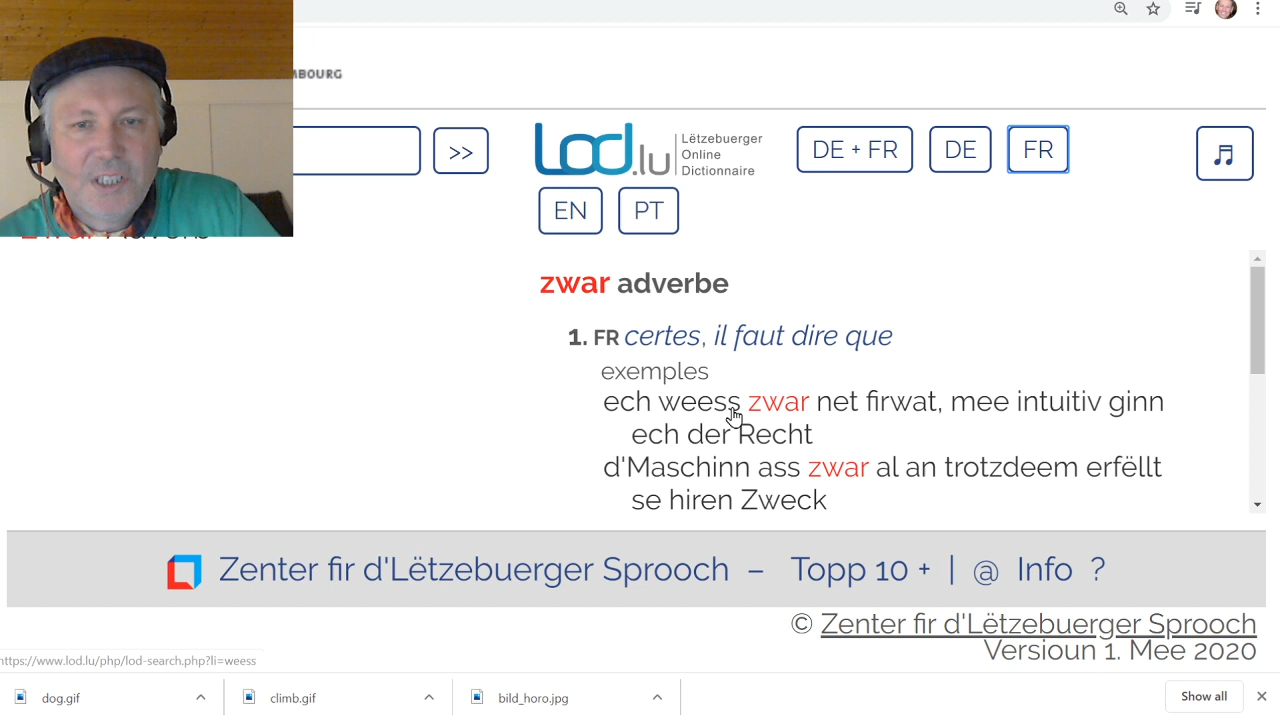 MBOURG
>>
lod.lu
Lëtzebuerger
Online
Dictionnaire
DE + FR
DE
FR
EN
PT
zwar adverbe
1. FR certes, il faut dire que
exemples
ech weess zwar net firwat, mee intuitiv ginn
ech der Recht
d'Maschinn ass zwar al an trotzdeem erfëllt
se hiren Zweck
Zenter fir d'Lëtzebuerger Sprooch – Topp 10 + | @ Info ?
© Zenter fir d'Lëtzebuerger Sprooch
Versioun 1. Mee 2020
https://www.lod.lu/php/lod-search.php?li=weess
dog.gif
climb.gif
bild_horo.jpg
Show all